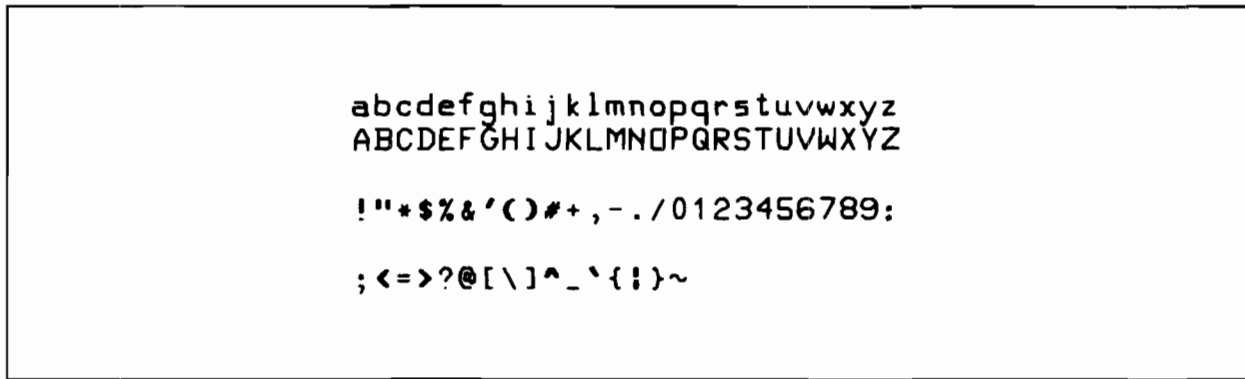 abcdefghijklmnopqrstuvwxyz
ABCDEFGHIJKLMNOPQRSTUVWXYZ
!"*$%&'()#+,-./0123456789:
;<=>?@[\]^_`{¦}~